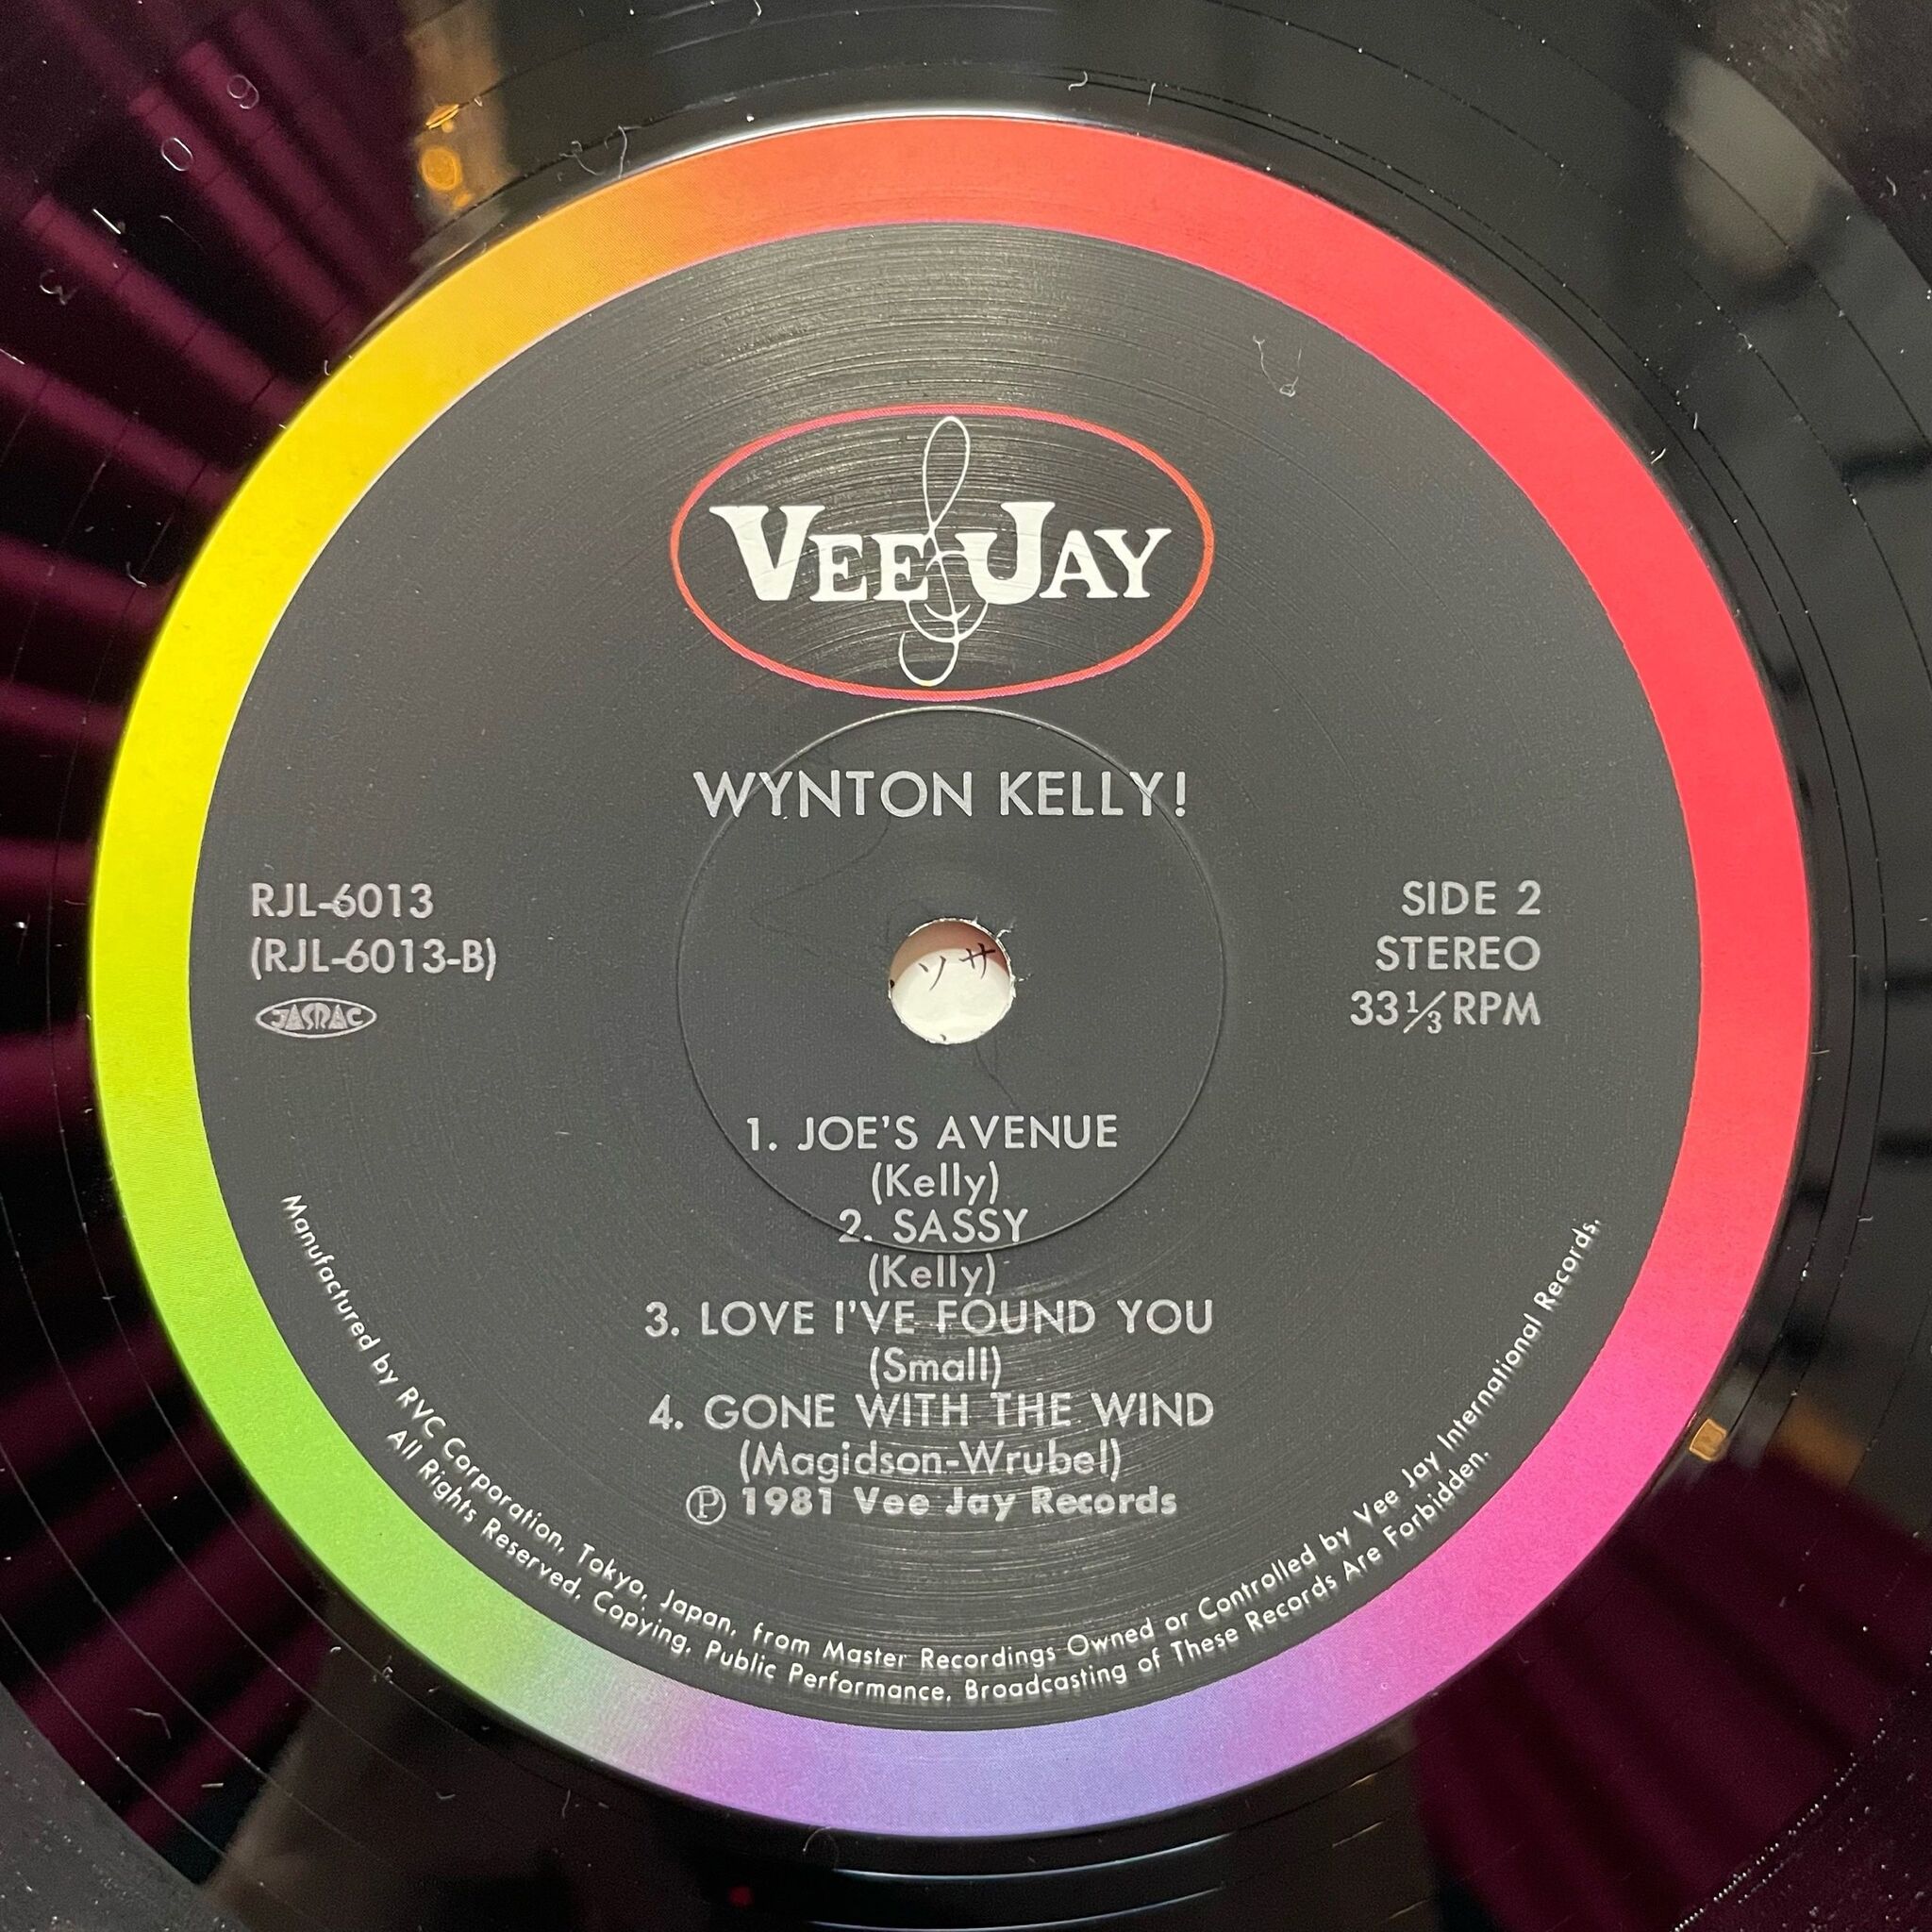 VEE JAY
WYNTON KELLY!
RJL-6013
(RJL-6013-B)
JASRAC
SIDE 2
STEREO
33 1/3 RPM
ソサ
1. JOE'S AVENUE
(Kelly)
2. SASSY
(Kelly)
3. LOVE I'VE FOUND YOU
(Small)
4. GONE WITH THE WIND
(Magidson-Wrubel)
Ⓟ 1981 Vee Jay Records
Manufactured by RVC Corporation, Tokyo, Japan, from Master Recordings Owned or Controlled by Vee Jay International Records.
All Rights Reserved. Copying, Public Performance, Broadcasting of These Records Are Forbidden.